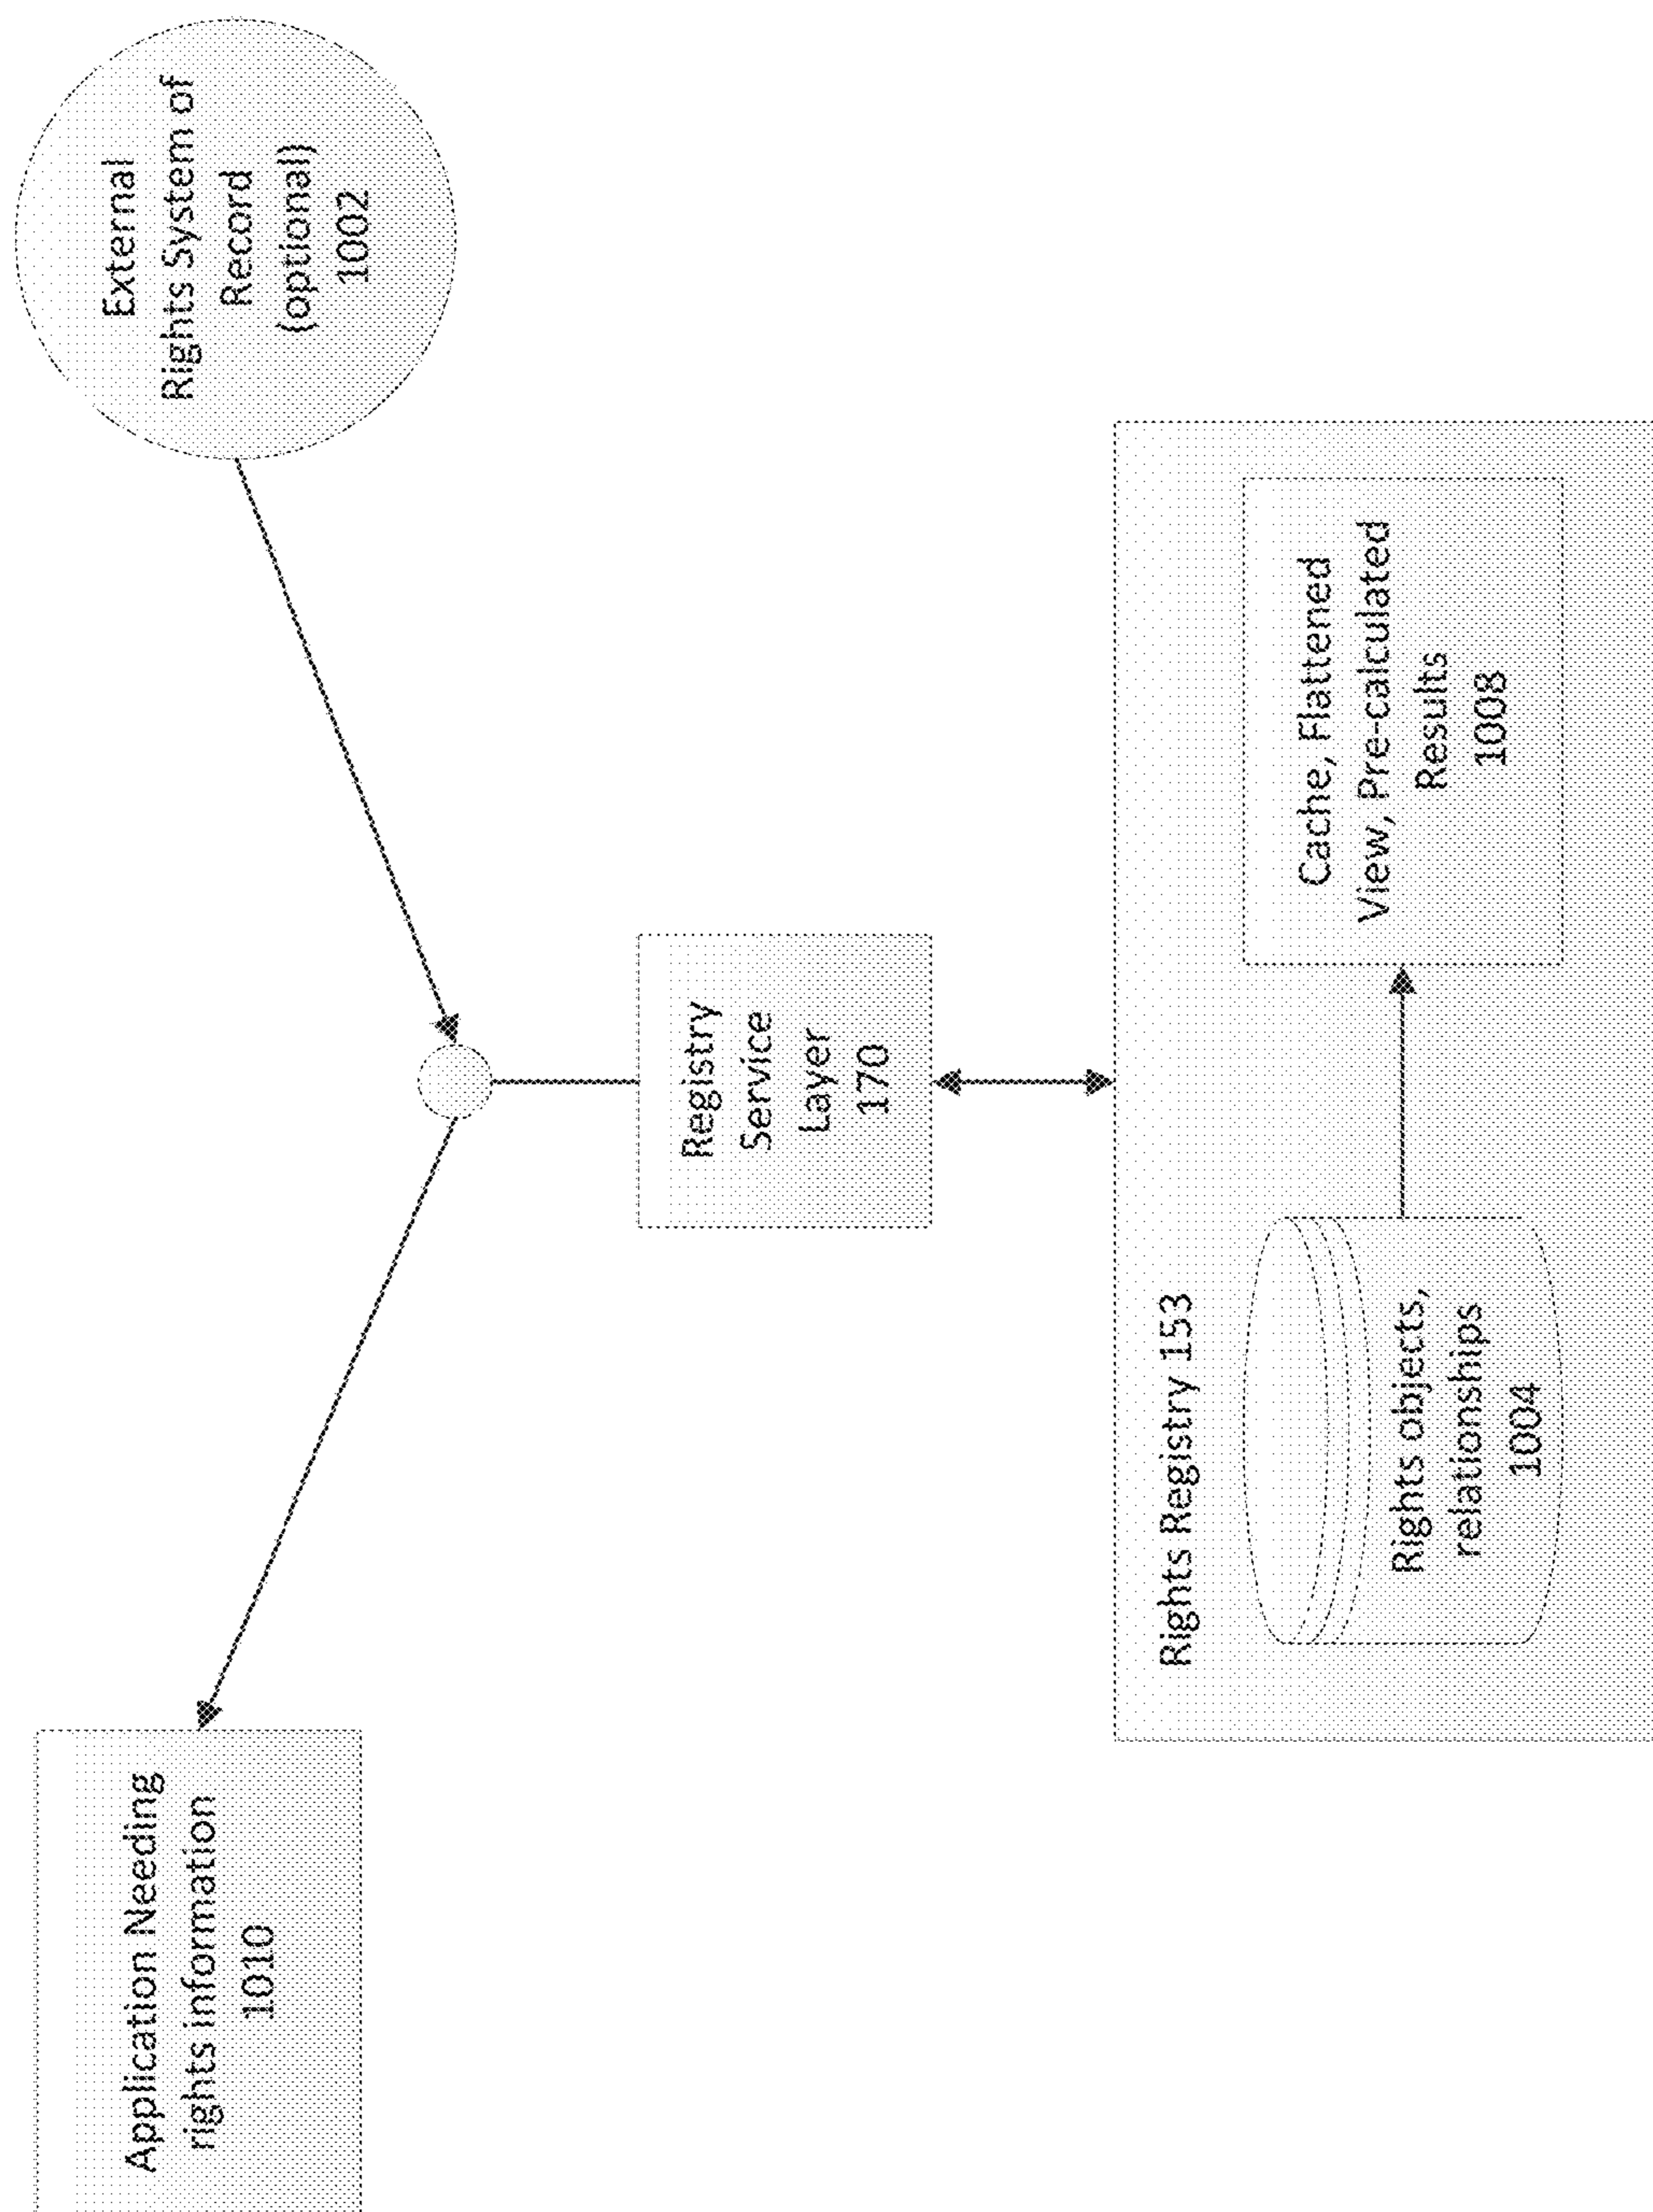 Application Needing
rights information
1010
External
Rights System of
Record
(optional)
1002
Registry
Service
Layer
170
Rights Registry 153
Rights objects,
relationships
1004
Cache, Flattened
View, Pre-calculated
Results
1008